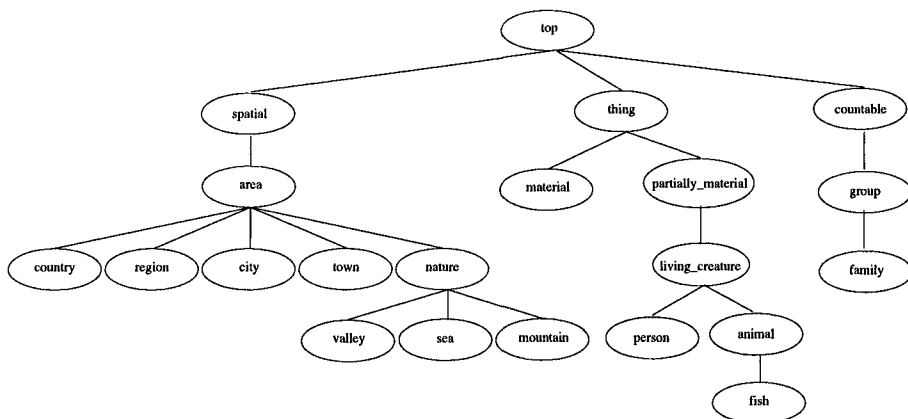 top
spatial
thing
countable
area
material
partially_material
group
country
region
city
town
nature
living_creature
family
valley
sea
mountain
person
animal
fish